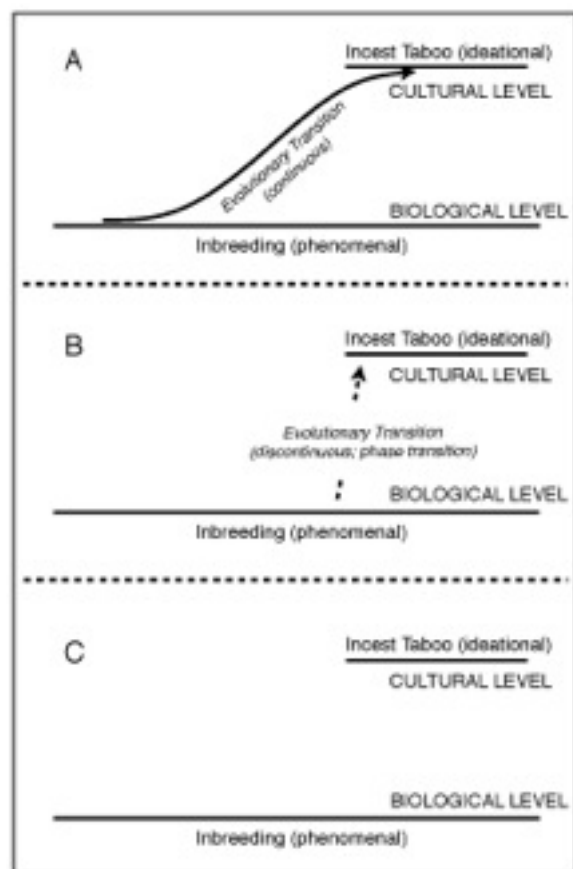 A
Incest Taboo (ideational)
CULTURAL LEVEL
Evolutionary Transition
(continuous)
BIOLOGICAL LEVEL
Inbreeding (phenomenal)
B
Incest Taboo (ideational)
CULTURAL LEVEL
Evolutionary Transition
(discontinuous; phase transition)
BIOLOGICAL LEVEL
Inbreeding (phenomenal)
C
Incest Taboo (ideational)
CULTURAL LEVEL
BIOLOGICAL LEVEL
Inbreeding (phenomenal)